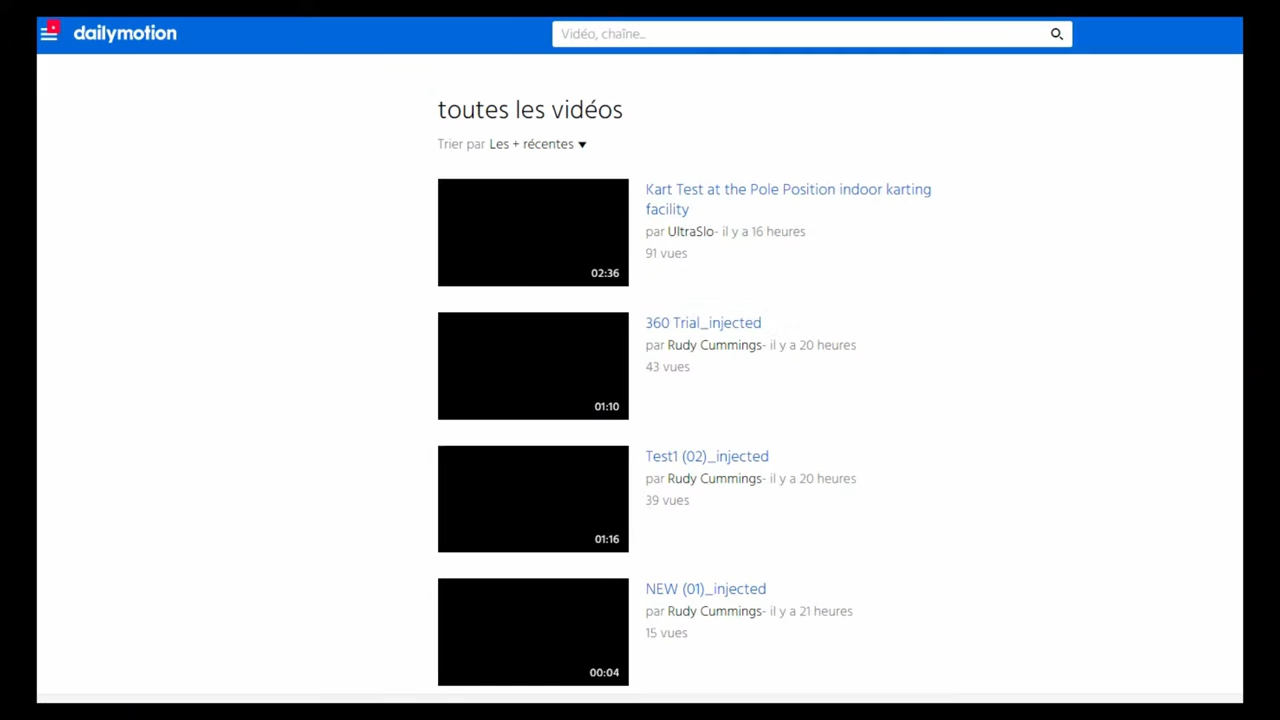 dailymotion
Vidéo, chaîne...
toutes les vidéos
Trier par Les + récentes
Kart Test at the Pole Position indoor karting
facility
par UltraSlo- il y a 16 heures
91 vues
02:36
360 Trial_injected
par Rudy Cummings- il y a 20 heures
43 vues
01:10
Test1 (02)_injected
par Rudy Cummings- il y a 20 heures
39 vues
01:16
NEW (01)_injected
par Rudy Cummings- il y a 21 heures
15 vues
00:04